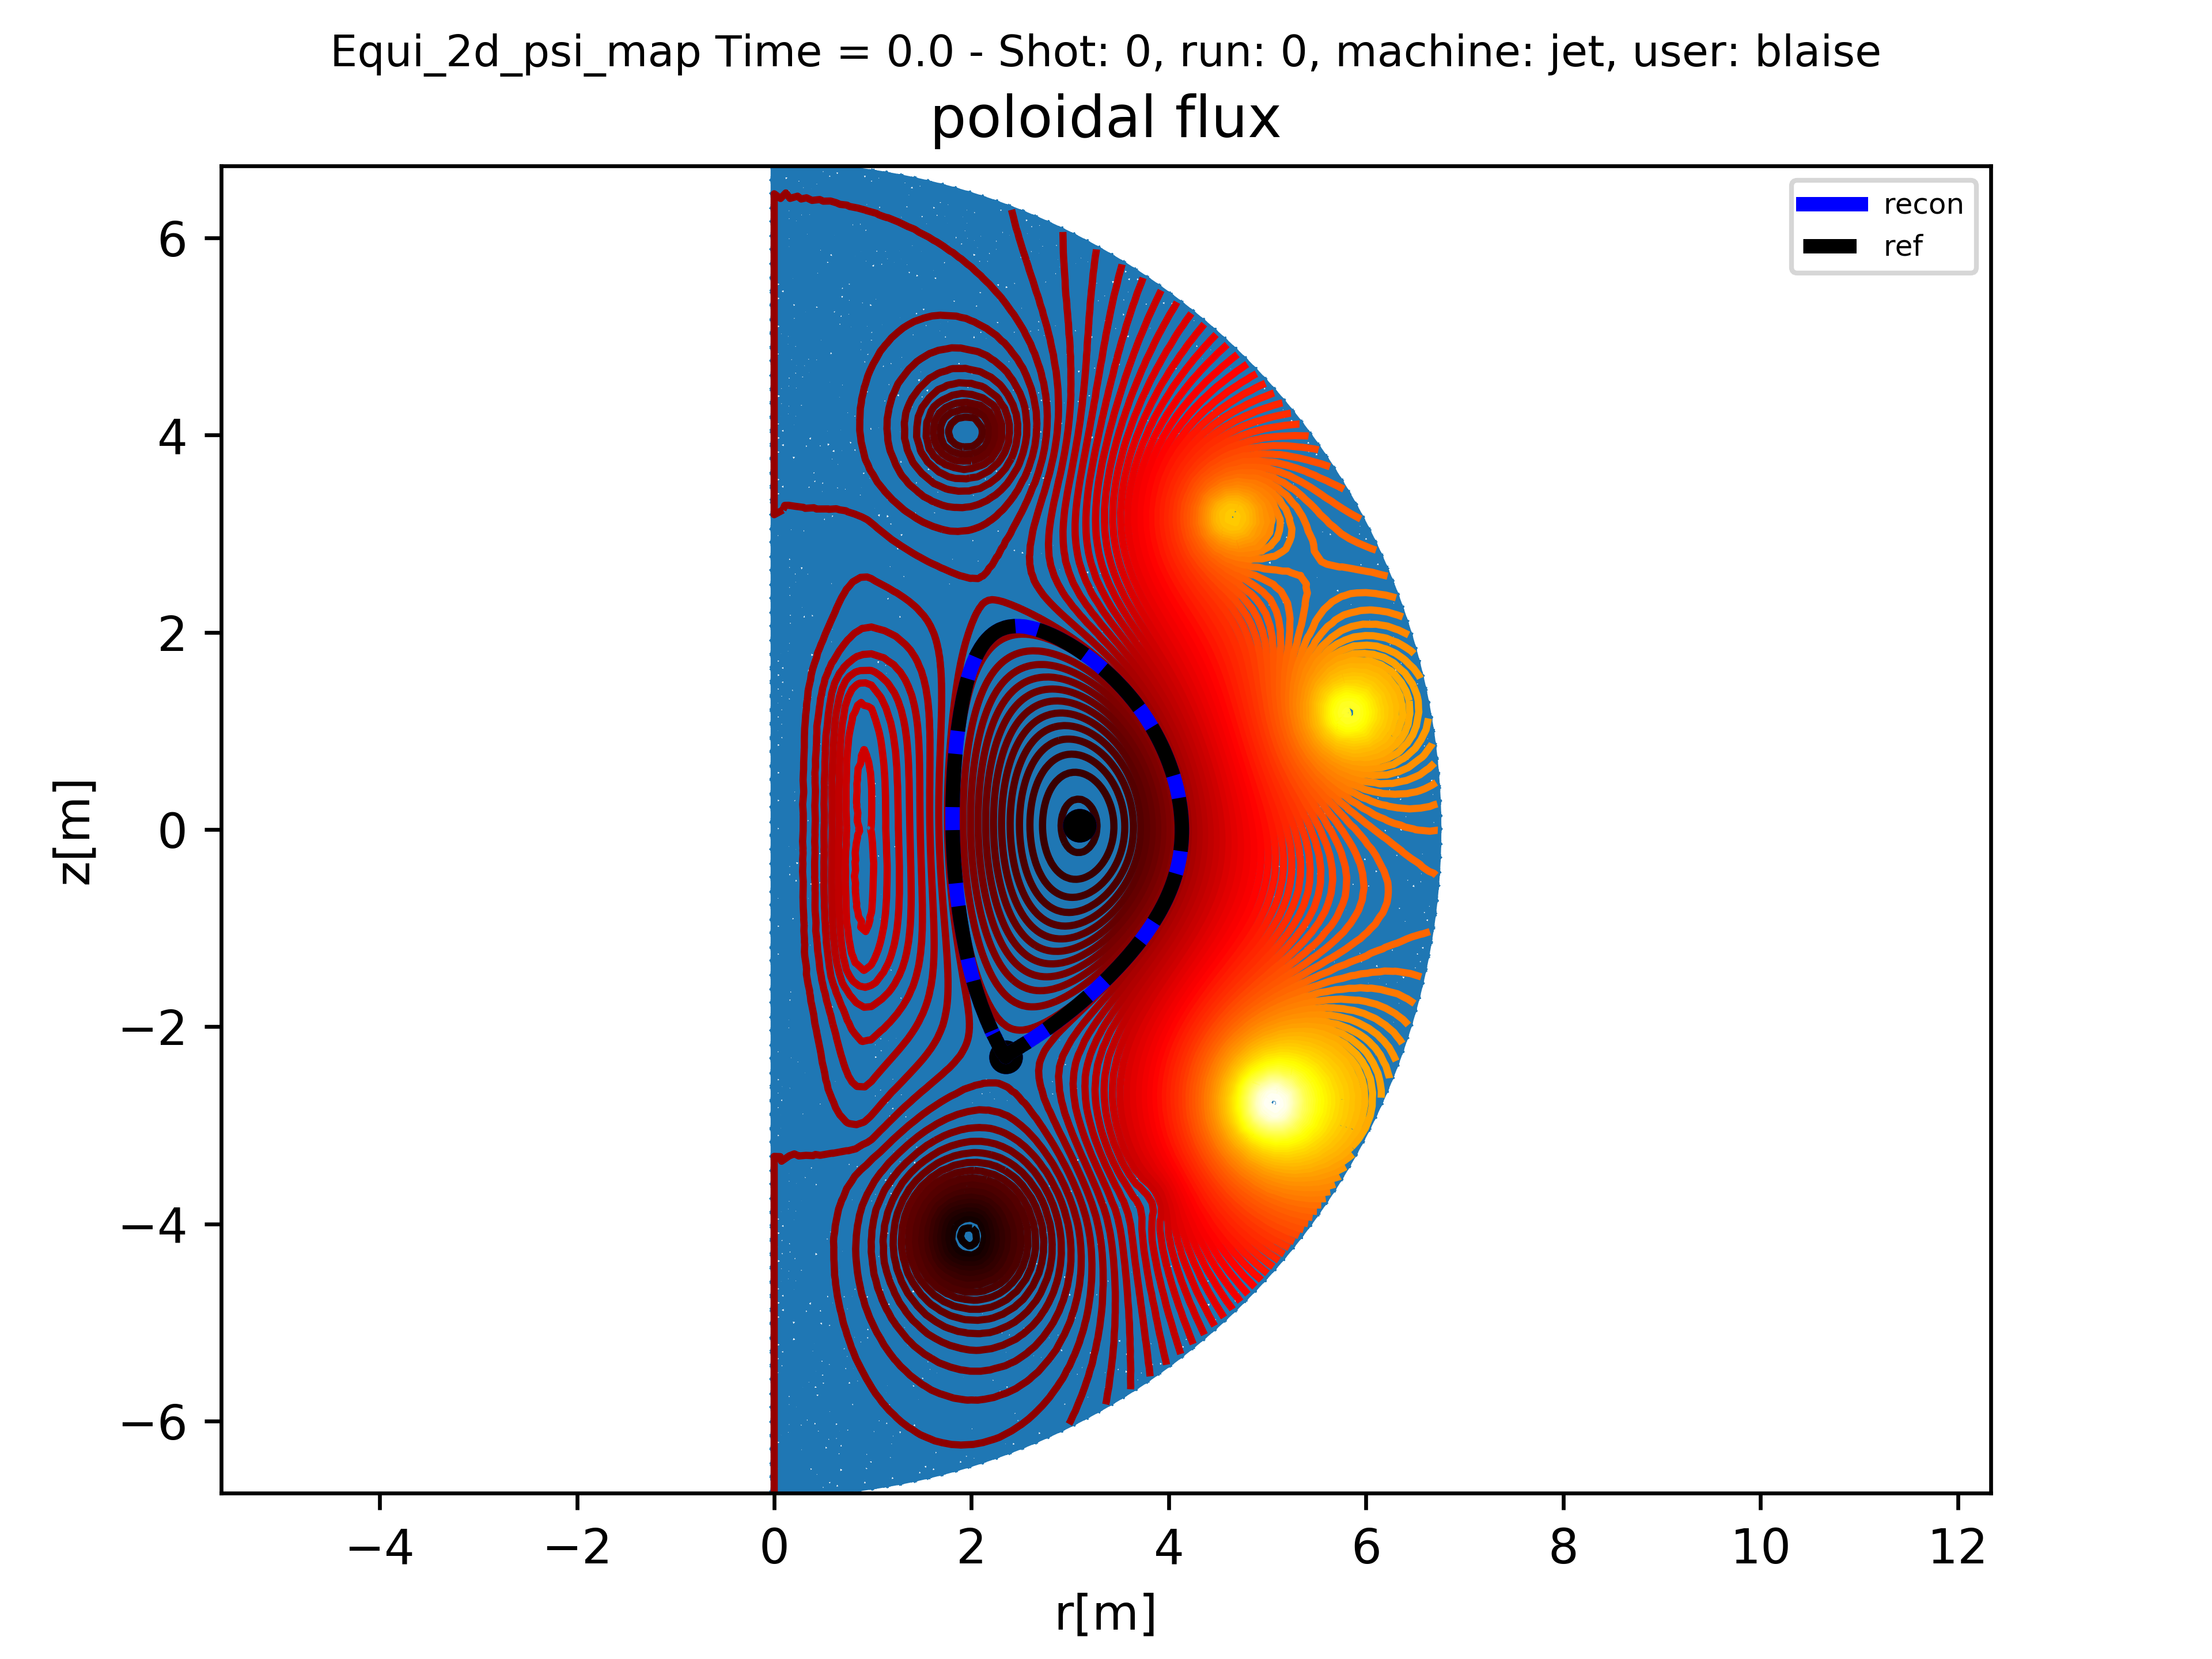 Equi_2d_psi_map Time = 0.0 - Shot: 0, run: 0, machine: jet, user: blaise
poloidal flux
recon
ref
6
4
2
0
−2
−4
−6
z[m]
−4 −2 0 2 4 6 8 10 12
r[m]